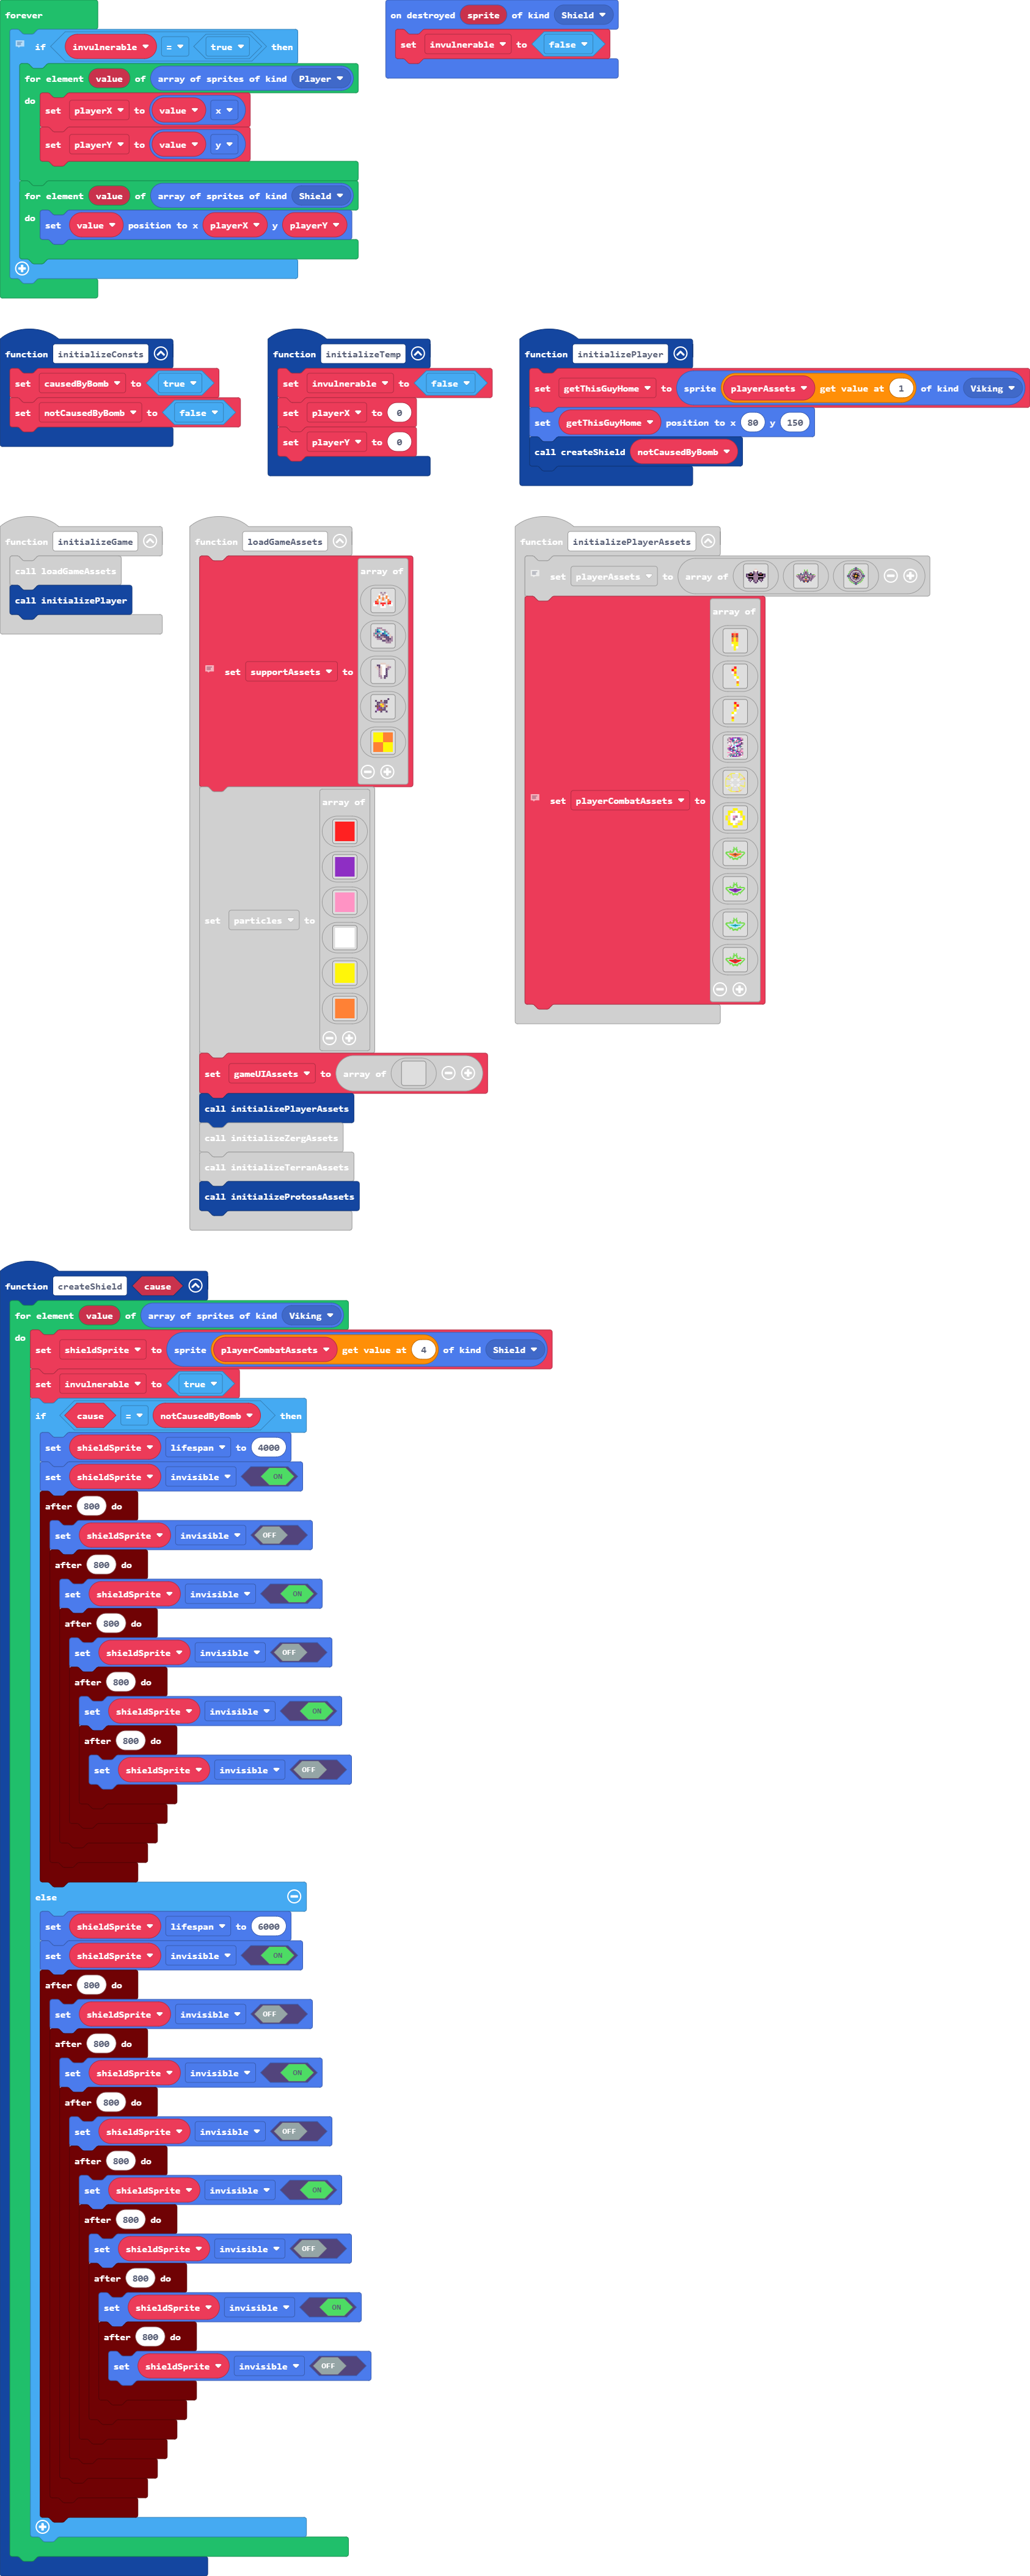 forever
if invulnerable = true then
for element value of array of sprites of kind Player
do
set playerX to value x
set playerY to value y
for element value of array of sprites of kind Shield
do
set value position to x playerX y playerY
on destroyed sprite of kind Shield
set invulnerable to false
function initializeConsts
set causedByBomb to true
set notCausedByBomb to false
function initializeTemp
set invulnerable to false
set playerX to 0
set playerY to 0
function initializePlayer
set getThisGuyHome to sprite playerAssets get value at 1 of kind Viking
set getThisGuyHome position to x 80 y 150
call createShield notCausedByBomb
function initializeGame
call loadGameAssets
call initializePlayer
function loadGameAssets
array of
set supportAssets to
array of
set particles to
set gameUIAssets to array of
call initializePlayerAssets
call initializeZergAssets
call initializeTerranAssets
call initializeProtossAssets
function initializePlayerAssets
set playerAssets to array of
array of
set playerCombatAssets to
function createShield cause
for element value of array of sprites of kind Viking
do
set shieldSprite to sprite playerCombatAssets get value at 4 of kind Shield
set invulnerable to true
if cause = notCausedByBomb then
set shieldSprite lifespan to 4000
set shieldSprite invisible ON
after 800 do
set shieldSprite invisible OFF
after 800 do
set shieldSprite invisible ON
after 800 do
set shieldSprite invisible OFF
after 800 do
set shieldSprite invisible ON
after 800 do
set shieldSprite invisible OFF
else
set shieldSprite lifespan to 6000
set shieldSprite invisible ON
after 800 do
set shieldSprite invisible OFF
after 800 do
set shieldSprite invisible ON
after 800 do
set shieldSprite invisible OFF
after 800 do
set shieldSprite invisible ON
after 800 do
set shieldSprite invisible OFF
after 800 do
set shieldSprite invisible ON
after 800 do
set shieldSprite invisible OFF